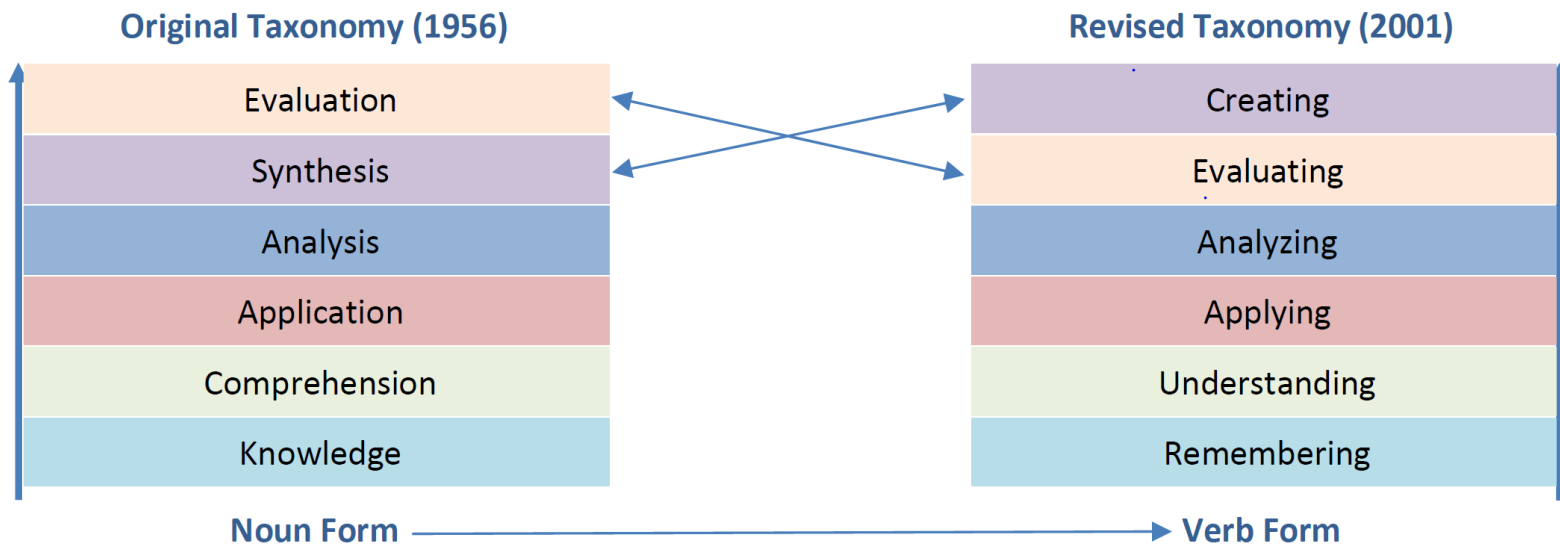 Original Taxonomy (1956)
Revised Taxonomy (2001)
Evaluation
Creating
Synthesis
Evaluating
Analysis
Analyzing
Application
Applying
Comprehension
Understanding
Knowledge
Remembering
Noun Form
Verb Form